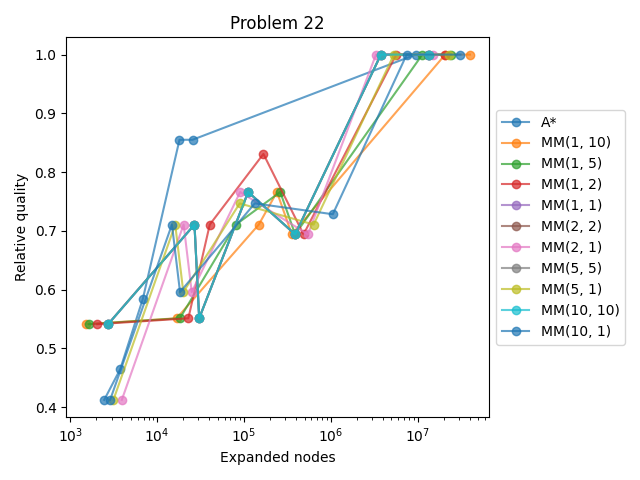 Problem 22
Relative quality
1.0
0.9
0.8
0.7
0.6
0.5
0.4
10³
10⁴
10⁵
10⁶
10⁷
Expanded nodes
A*
MM(1, 10)
MM(1, 5)
MM(1, 2)
MM(1, 1)
MM(2, 2)
MM(2, 1)
MM(5, 5)
MM(5, 1)
MM(10, 10)
MM(10, 1)